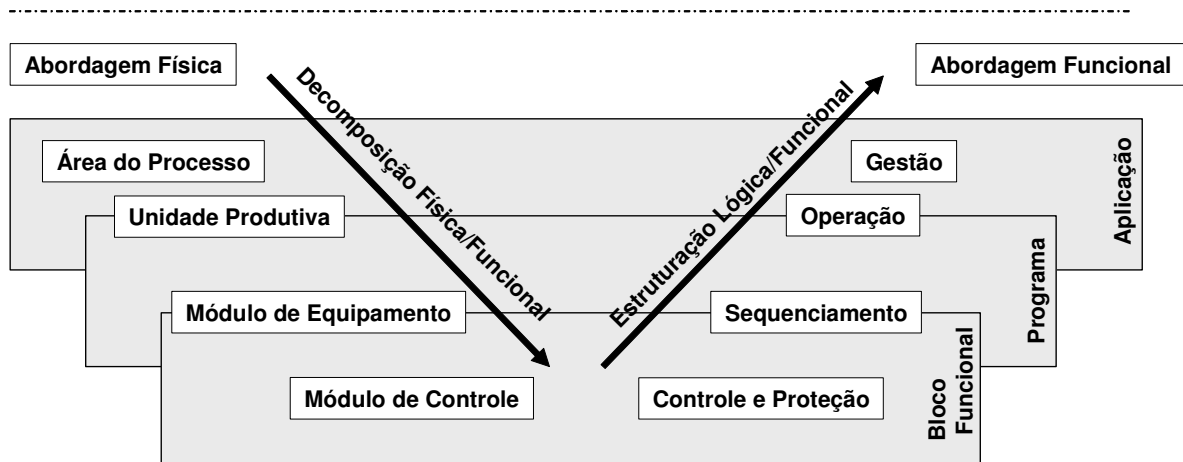 Abordagem Física
Abordagem Funcional
Decomposição Física/Funcional
Estruturação Lógica/Funcional
Área do Processo
Gestão
Aplicação
Unidade Produtiva
Operação
Programa
Módulo de Equipamento
Sequenciamento
Módulo de Controle
Controle e Proteção
Bloco
Funcional